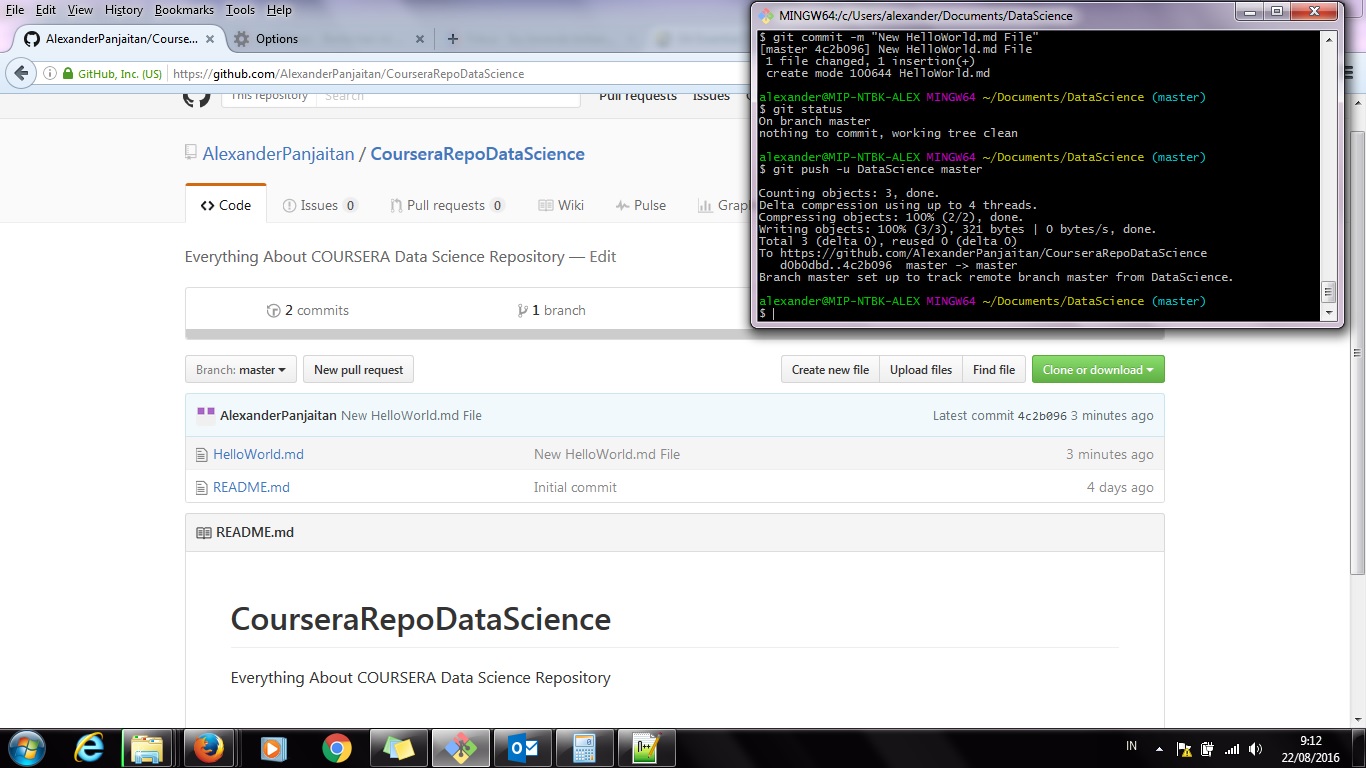 File Edit View History Bookmarks Tools Help
AlexanderPanjaitan/Course... × Options × +
GitHub, Inc. (US) https://github.com/AlexanderPanjaitan/CourseraRepoDataScience
This repository Search Pull requests Issues
AlexanderPanjaitan / CourseraRepoDataScience
Code Issues 0 Pull requests 0 Wiki Pulse Grap
Everything About COURSERA Data Science Repository — Edit
2 commits 1 branch
Branch: master New pull request Create new file Upload files Find file Clone or download
AlexanderPanjaitan New HelloWorld.md File Latest commit 4c2b096 3 minutes ago
HelloWorld.md New HelloWorld.md File 3 minutes ago
README.md Initial commit 4 days ago
README.md
CourseraRepoDataScience
Everything About COURSERA Data Science Repository
MINGW64:/c/Users/alexander/Documents/DataScience
$ git commit -m "New HelloWorld.md File"
[master 4c2b096] New HelloWorld.md File
1 file changed, 1 insertion(+)
create mode 100644 HelloWorld.md
alexander@MIP-NTBK-ALEX MINGW64 ~/Documents/DataScience (master)
$ git status
On branch master
nothing to commit, working tree clean
alexander@MIP-NTBK-ALEX MINGW64 ~/Documents/DataScience (master)
$ git push -u DataScience master
Counting objects: 3, done.
Delta compression using up to 4 threads.
Compressing objects: 100% (2/2), done.
Writing objects: 100% (3/3), 321 bytes | 0 bytes/s, done.
Total 3 (delta 0), reused 0 (delta 0)
To https://github.com/AlexanderPanjaitan/CourseraRepoDataScience
d0b0dbd..4c2b096 master -> master
Branch master set up to track remote branch master from DataScience.
alexander@MIP-NTBK-ALEX MINGW64 ~/Documents/DataScience (master)
$
IN 9:12
22/08/2016